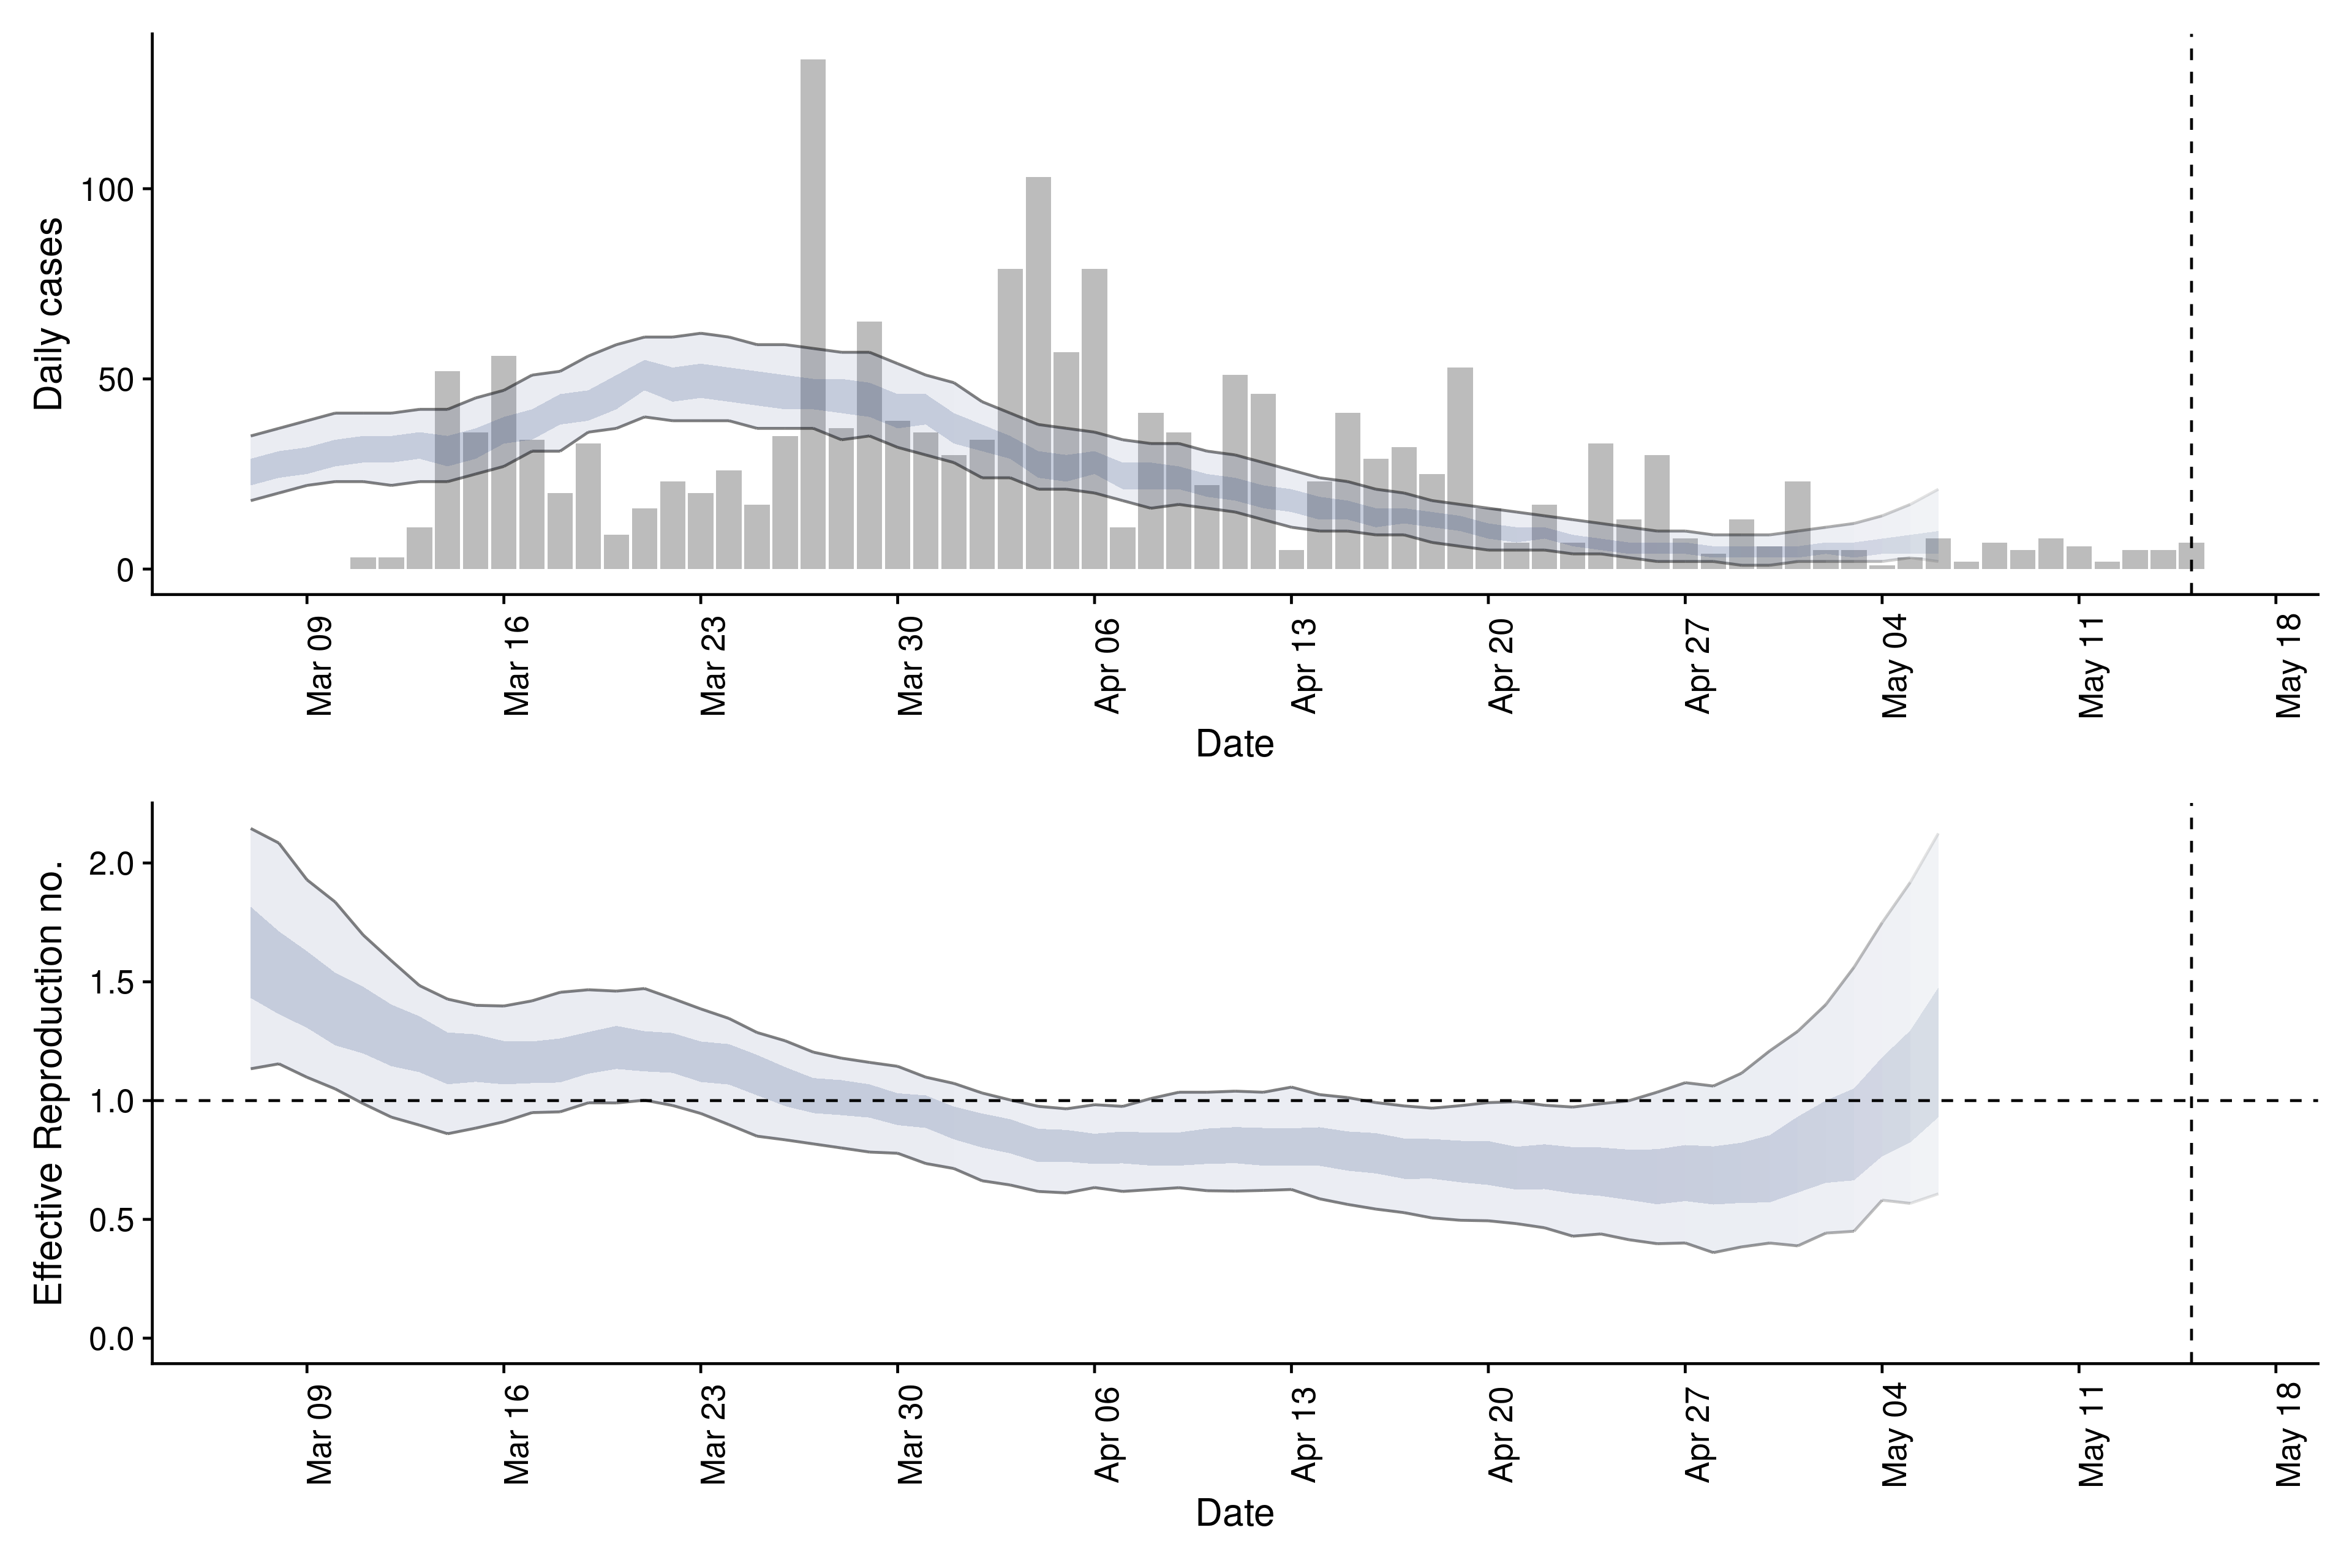 Daily cases
100
50
0
Mar 09
Mar 16
Mar 23
Mar 30
Apr 06
Apr 13
Apr 20
Apr 27
May 04
May 11
May 18
Date
Effective Reproduction no.
2.0
1.5
1.0
0.5
0.0
Mar 09
Mar 16
Mar 23
Mar 30
Apr 06
Apr 13
Apr 20
Apr 27
May 04
May 11
May 18
Date